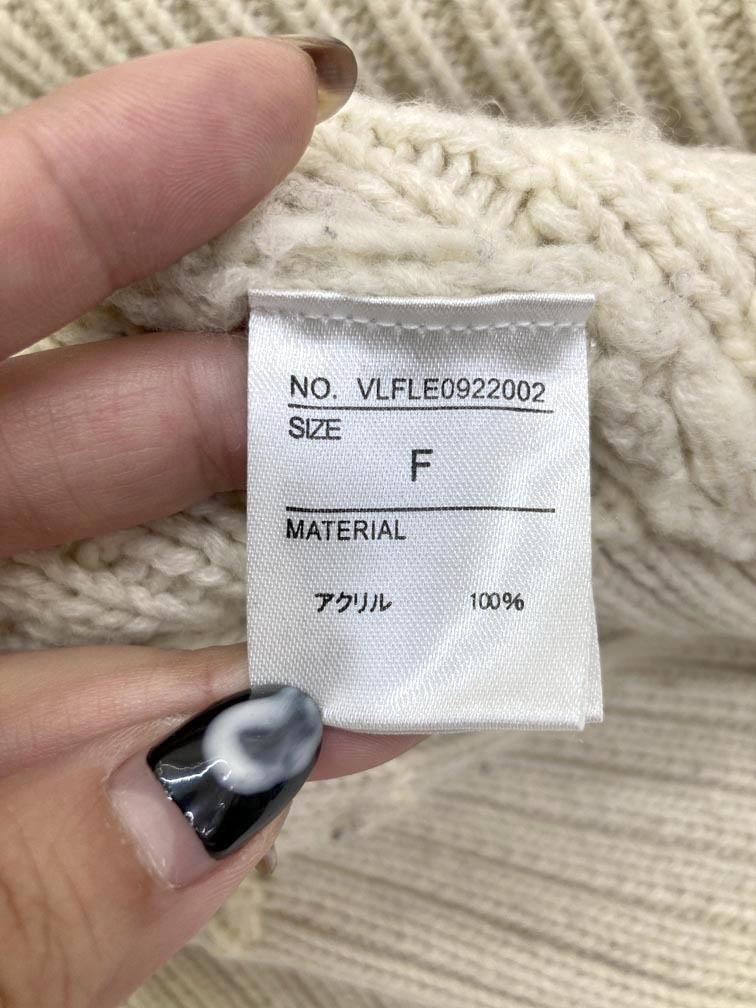 NO. VLFLE0922002
SIZE
F
MATERIAL
アクリル 100%